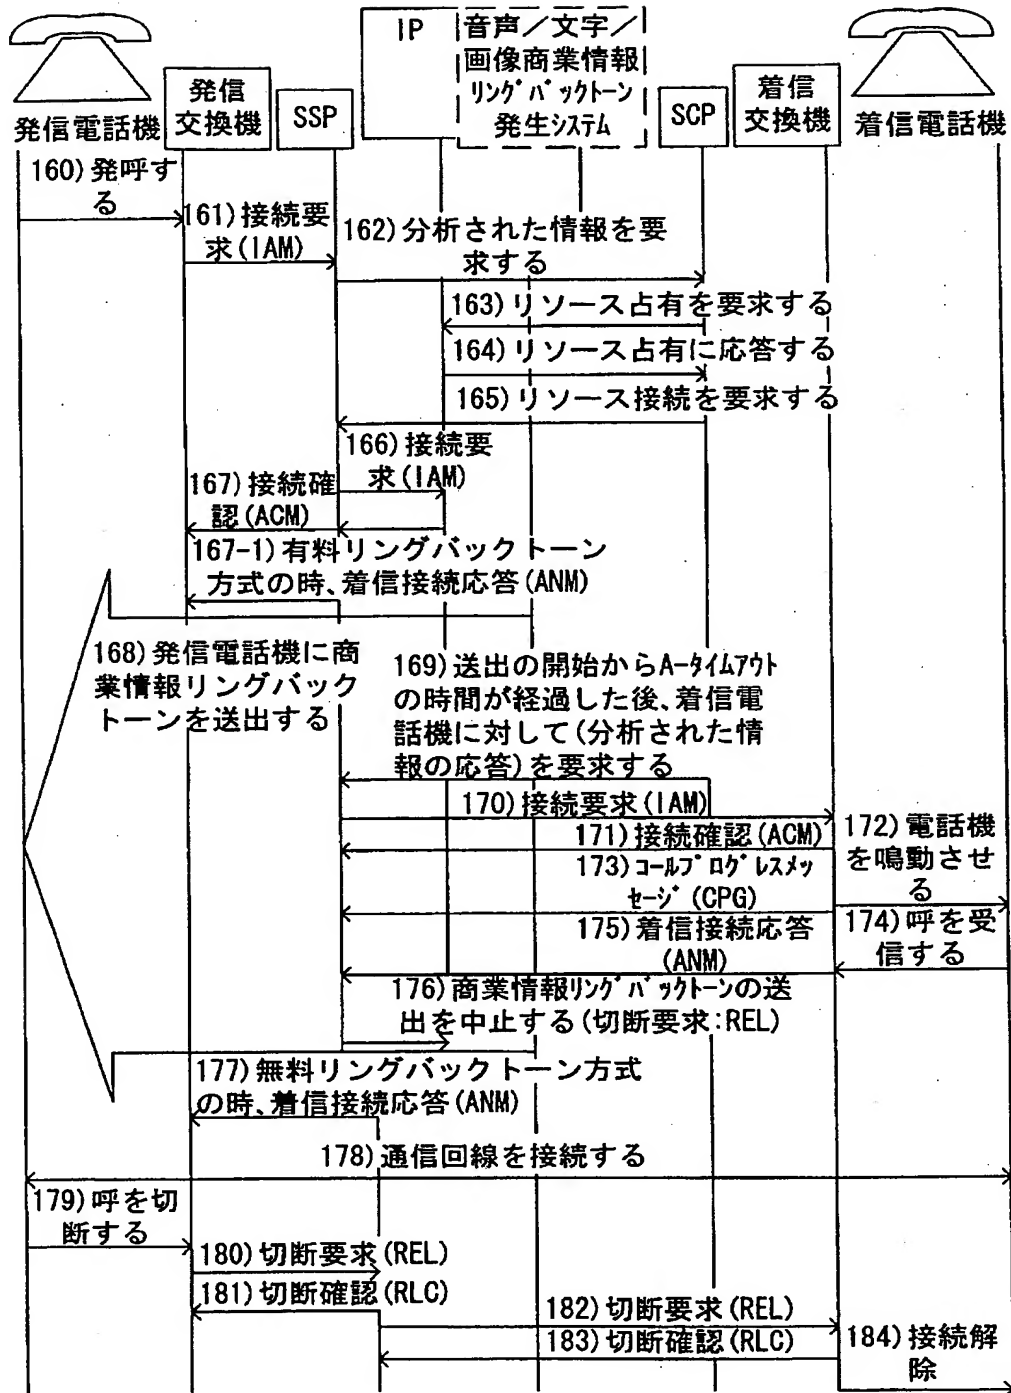 IP
音声／文字／
画像商業情報
リングバックトーン
発生システム
発信
交換機
SSP
SCP
着信
交換機
発信電話機
着信電話機
160)発呼す
る
161)接続要
求(IAM)
162)分析された情報を要
求する
163)リソース占有を要求する
164)リソース占有に応答する
165)リソース接続を要求する
166)接続要
求(IAM)
167)接続確
認(ACM)
167-1)有料リングバックトーン
方式の時、着信接続応答(ANM)
168)発信電話機に商
業情報リングバック
トーンを送出する
169)送出の開始からA-タイムアウト
の時間が経過した後、着信電
話機に対して(分析された情
報の応答)を要求する
170)接続要求(IAM)
171)接続確認(ACM)
172)電話機
を鳴動させ
る
173)コールプログレスメッ
セージ(CPG)
174)呼を受
信する
175)着信接続応答
(ANM)
176)商業情報リングバックトーンの送
出を中止する(切断要求:REL)
177)無料リングバックトーン方式
の時、着信接続応答(ANM)
178)通信回線を接続する
179)呼を切
断する
180)切断要求(REL)
181)切断確認(RLC)
182)切断要求(REL)
183)切断確認(RLC)
184)接続解
除